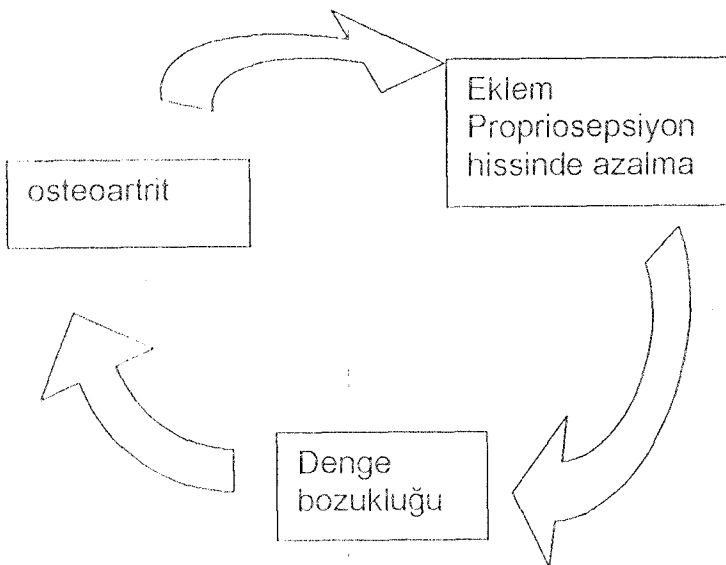 Eklem
Propriosepsiyon
hissinde azalma
osteoartrit
Denge
bozukluğu